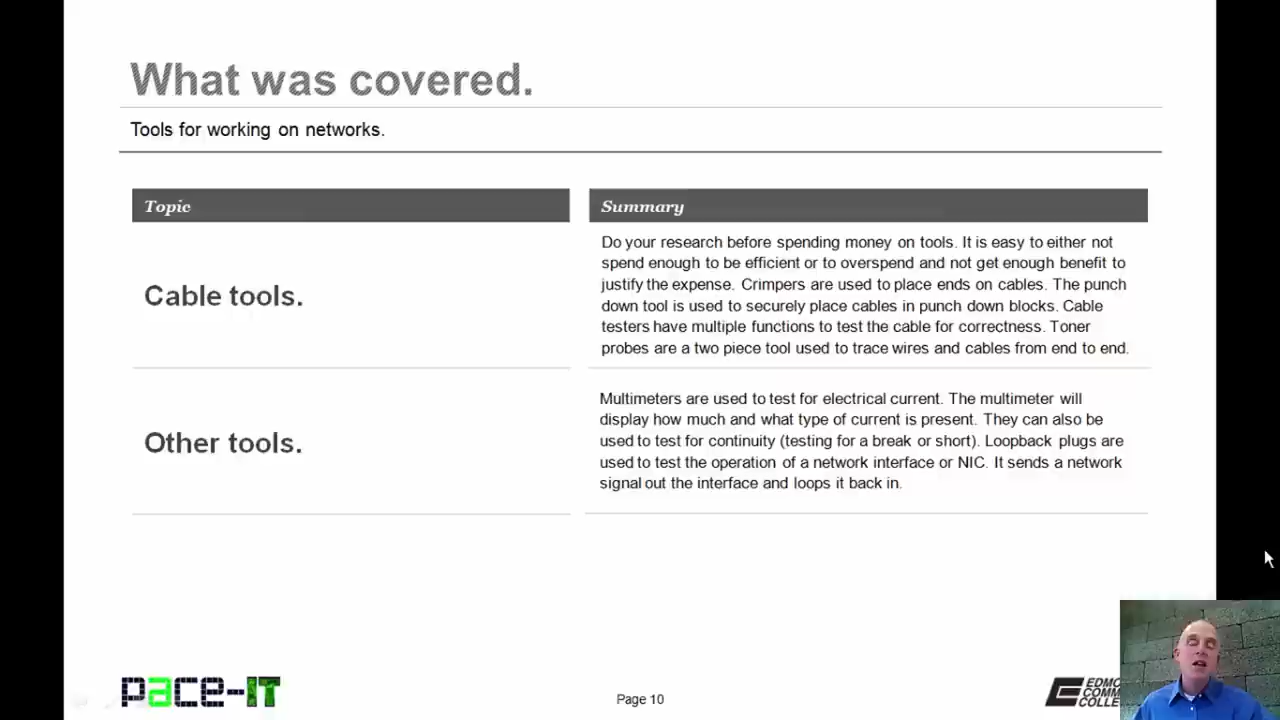 What was covered.
Tools for working on networks.
Topic
Summary
Cable tools.
Do your research before spending money on tools. It is easy to either not
spend enough to be efficient or to overspend and not get enough benefit to
justify the expense. Crimpers are used to place ends on cables. The punch
down tool is used to securely place cables in punch down blocks. Cable
testers have multiple functions to test the cable for correctness. Toner
probes are a two piece tool used to trace wires and cables from end to end.
Other tools.
Multimeters are used to test for electrical current. The multimeter will
display how much and what type of current is present. They can also be
used to test for continuity (testing for a break or short). Loopback plugs are
used to test the operation of a network interface or NIC. It sends a network
signal out the interface and loops it back in.
pace-IT
Page 10
EDMO
COMM
COLLE